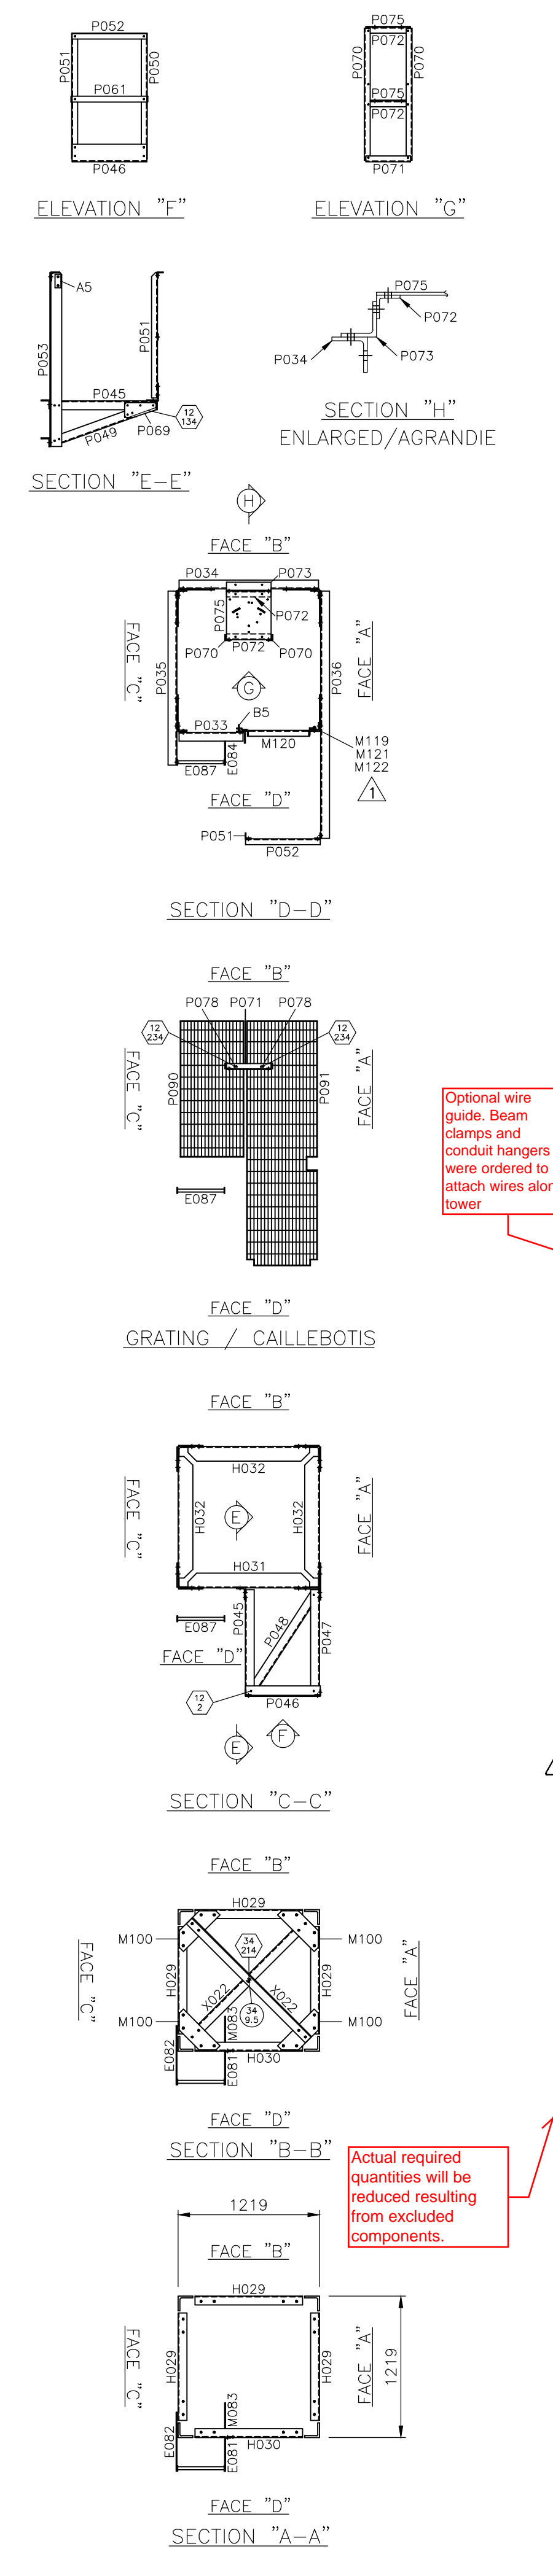 P052
P051
P050
P061
P046
ELEVATION "F"
P075
P072
P070
P070
P075
P072
P071
ELEVATION "G"
A5
P053
P051
P045
P049
P069
12
134
SECTION "E-E"
P075
P072
P034
P073
SECTION "H"
ENLARGED/AGRANDIE
H
FACE "B"
P034
P073
P075
P072
P070
P072
P070
FACE "C"
P035
P036
FACE "A"
G
B5
P033
M120
E084
E087
M119
M121
M122
1
FACE "D"
P051
P052
SECTION "D-D"
FACE "B"
P078
P071
P078
12
234
12
234
FACE "C"
P090
P091
FACE "A"
E087
FACE "D"
GRATING / CAILLEBOTIS
Optional wire
guide. Beam
clamps and
conduit hangers
were ordered to
attach wires alon
tower
FACE "B"
H032
FACE "C"
H032
E
H032
FACE "A"
H031
E087
P045
P048
P047
FACE "D"
12
2
P046
E
F
SECTION "C-C"
FACE "B"
H029
M100
M100
34
214
FACE "C"
H029
H029
FACE "A"
X022
X022
34
9.5
M100
M100
M083
E082
E081
H030
FACE "D"
SECTION "B-B"
Actual required
quantities will be
reduced resulting
from excluded
components.
1219
FACE "B"
H029
FACE "C"
H029
H029
FACE "A"
1219
M083
E082
E081
H030
FACE "D"
SECTION "A-A"